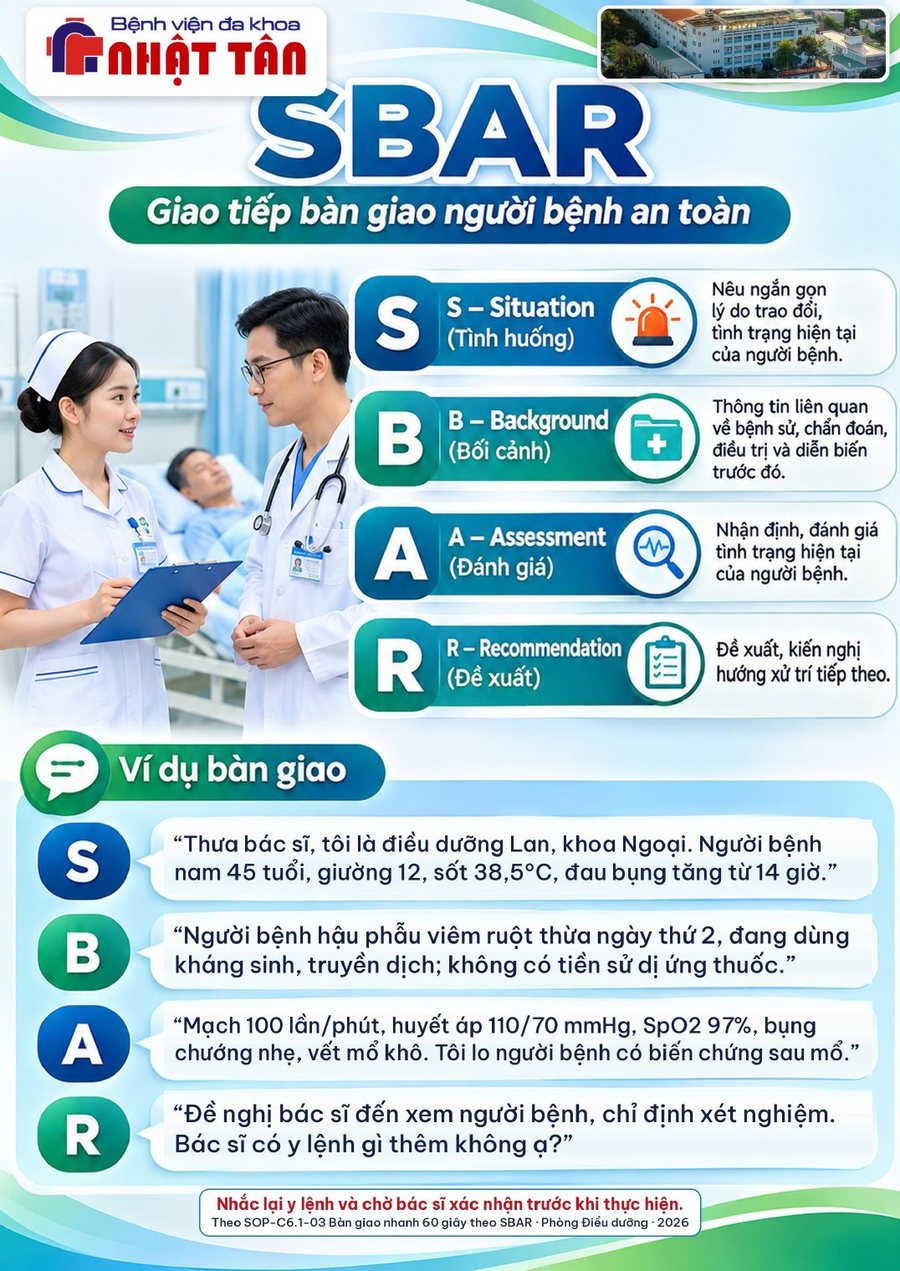 Bệnh viện đa khoa
NHẬT TÂN
SBAR
Giao tiếp bàn giao người bệnh an toàn
S
S – Situation
(Tình huống)
Nêu ngắn gọn
lý do trao đổi,
tình trạng hiện tại
của người bệnh.
B
B – Background
(Bối cảnh)
Thông tin liên quan
về bệnh sử, chẩn đoán,
điều trị và diễn biến
trước đó.
A
A – Assessment
(Đánh giá)
Nhận định, đánh giá
tình trạng hiện tại
của người bệnh.
R
R – Recommendation
(Đề xuất)
Đề xuất, kiến nghị
hướng xử trí tiếp theo.
Ví dụ bàn giao
S
“Thưa bác sĩ, tôi là điều dưỡng Lan, khoa Ngoại. Người bệnh
nam 45 tuổi, giường 12, sốt 38,5°C, đau bụng tăng từ 14 giờ.”
B
“Người bệnh hậu phẫu viêm ruột thừa ngày thứ 2, đang dùng
kháng sinh, truyền dịch; không có tiền sử dị ứng thuốc.”
A
“Mạch 100 lần/phút, huyết áp 110/70 mmHg, SpO2 97%, bụng
chướng nhẹ, vết mổ khô. Tôi lo người bệnh có biến chứng sau mổ.”
R
“Đề nghị bác sĩ đến xem người bệnh, chỉ định xét nghiệm.
Bác sĩ có y lệnh gì thêm không ạ?”
Nhắc lại y lệnh và chờ bác sĩ xác nhận trước khi thực hiện.
Theo SOP-C6.1-03 Bàn giao nhanh 60 giây theo SBAR · Phòng Điều dưỡng · 2026